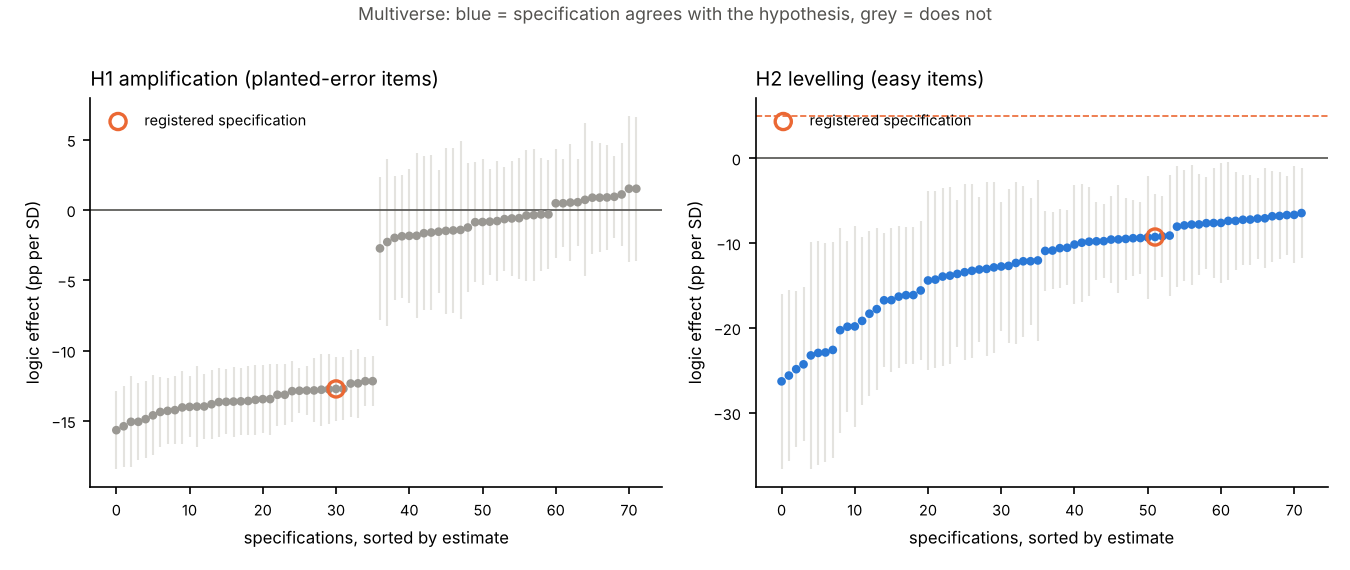 Multiverse: blue = specification agrees with the hypothesis, grey = does not
H1 amplification (planted-error items)
registered specification
5
0
−5
−10
−15
logic effect (pp per SD)
0 10 20 30 40 50 60 70
specifications, sorted by estimate
H2 levelling (easy items)
registered specification
0
−10
−20
−30
logic effect (pp per SD)
0 10 20 30 40 50 60 70
specifications, sorted by estimate